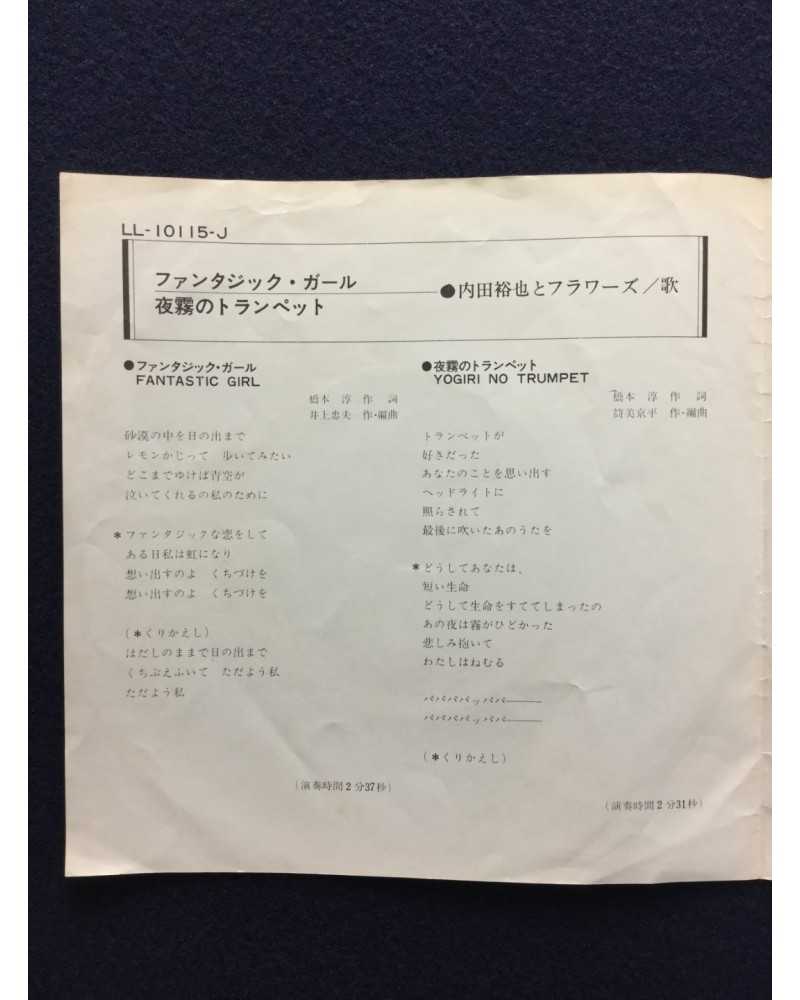 LL-10115-J
ファンタジック・ガール
夜霧のトランペット
●内田裕也とフラワーズ／歌
●ファンタジック・ガール
FANTASTIC GIRL
橋本淳 作詞
井上忠夫 作・編曲
砂漠の中を日の出まで
レモンかじって 歩いてみたい
どこまでゆけば青空が
泣いてくれるの私のために
＊ファンタジックな恋をして
ある日私は虹になり
想い出すのよ くちづけを
想い出すのよ くちづけを
(＊くりかえし)
はだしのままで日の出まで
くちぶえふいて ただよう私
ただよう私
(演奏時間2分37秒)
●夜霧のトランペット
YOGIRI NO TRUMPET
橋本淳 作詞
筒美京平 作・編曲
トランペットが
好きだった
あなたのことを思い出す
ヘッドライトに
照らされて
最後に吹いたあのうたを
＊どうしてあなたは、
短い生命
どうして生命をすててしまったの
あの夜は霧がひどかった
悲しみ抱いて
わたしはねむる
パパパパッパパ———
パパパパッパパ———
(＊くりかえし)
(演奏時間2分31秒)